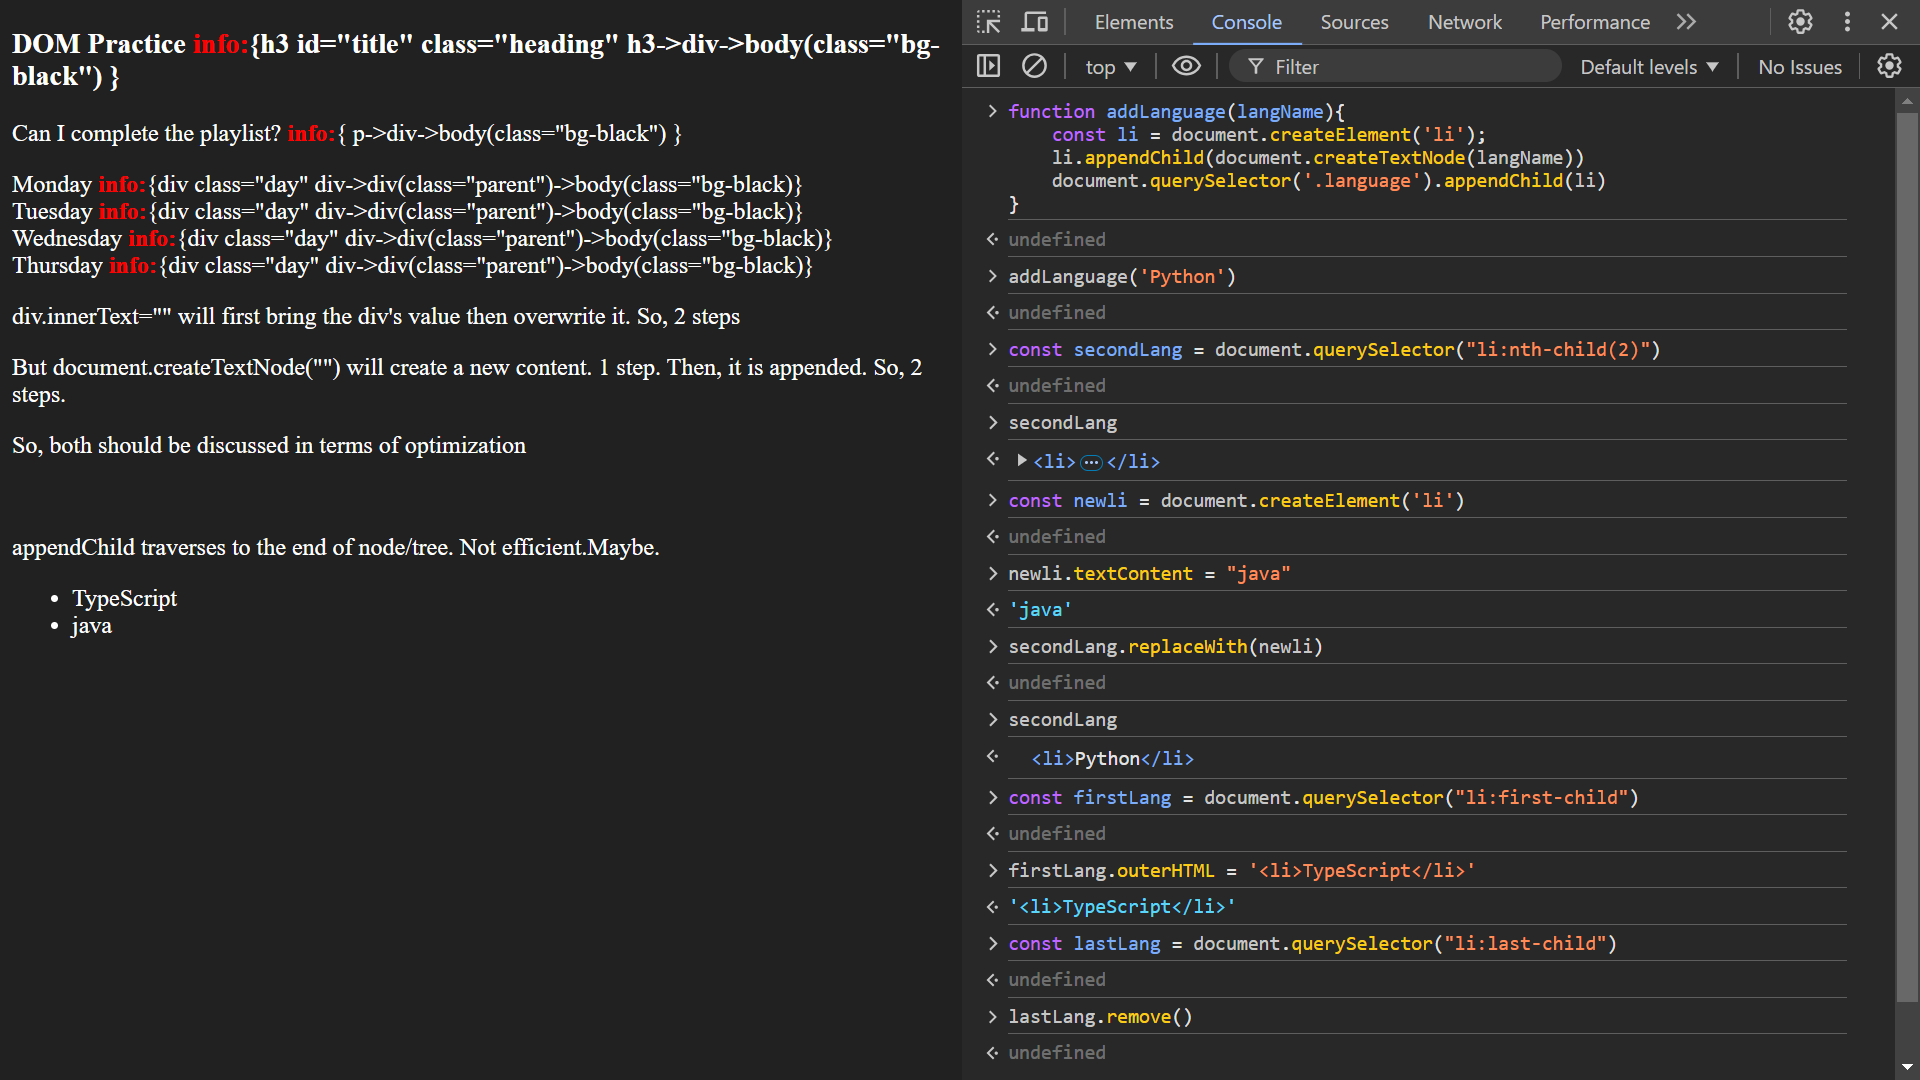 DOM Practice info:{h3 id="title" class="heading" h3->div->body(class="bg-
black") }
Can I complete the playlist? info:{ p->div->body(class="bg-black") }
Monday info:{div class="day" div->div(class="parent")->body(class="bg-black)}
Tuesday info:{div class="day" div->div(class="parent")->body(class="bg-black)}
Wednesday info:{div class="day" div->div(class="parent")->body(class="bg-black)}
Thursday info:{div class="day" div->div(class="parent")->body(class="bg-black)}
div.innerText="" will first bring the div's value then overwrite it. So, 2 steps
But document.createTextNode("") will create a new content. 1 step. Then, it is appended. So, 2
steps.
So, both should be discussed in terms of optimization
appendChild traverses to the end of node/tree. Not efficient.Maybe.
• TypeScript
• java
Elements Console Sources Network Performance
top Filter Default levels No Issues
function addLanguage(langName){
    const li = document.createElement('li');
    li.appendChild(document.createTextNode(langName))
    document.querySelector('.language').appendChild(li)
}
undefined
addLanguage('Python')
undefined
const secondLang = document.querySelector("li:nth-child(2)")
undefined
secondLang
<li>…</li>
const newli = document.createElement('li')
undefined
newli.textContent = "java"
'java'
secondLang.replaceWith(newli)
undefined
secondLang
<li>Python</li>
const firstLang = document.querySelector("li:first-child")
undefined
firstLang.outerHTML = '<li>TypeScript</li>'
'<li>TypeScript</li>'
const lastLang = document.querySelector("li:last-child")
undefined
lastLang.remove()
undefined